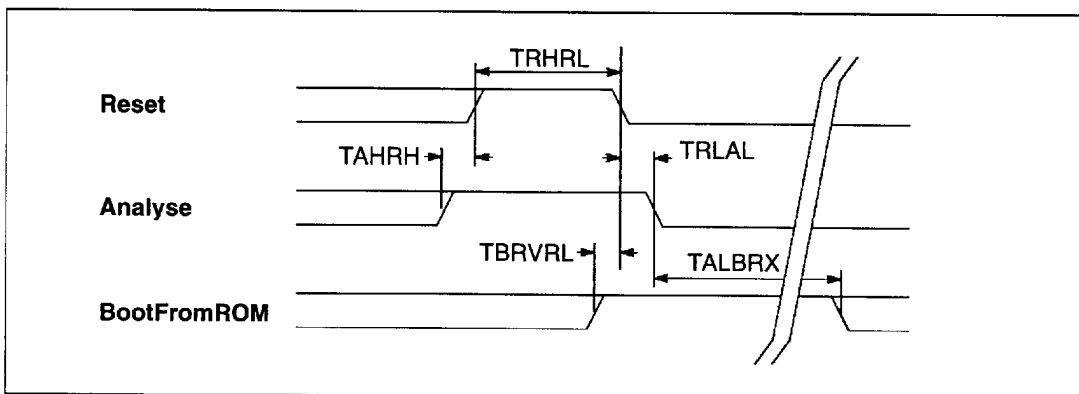 TRHRL
Reset
TAHRH
TRLAL
Analyse
TBRVRL
TALBRX
BootFromROM